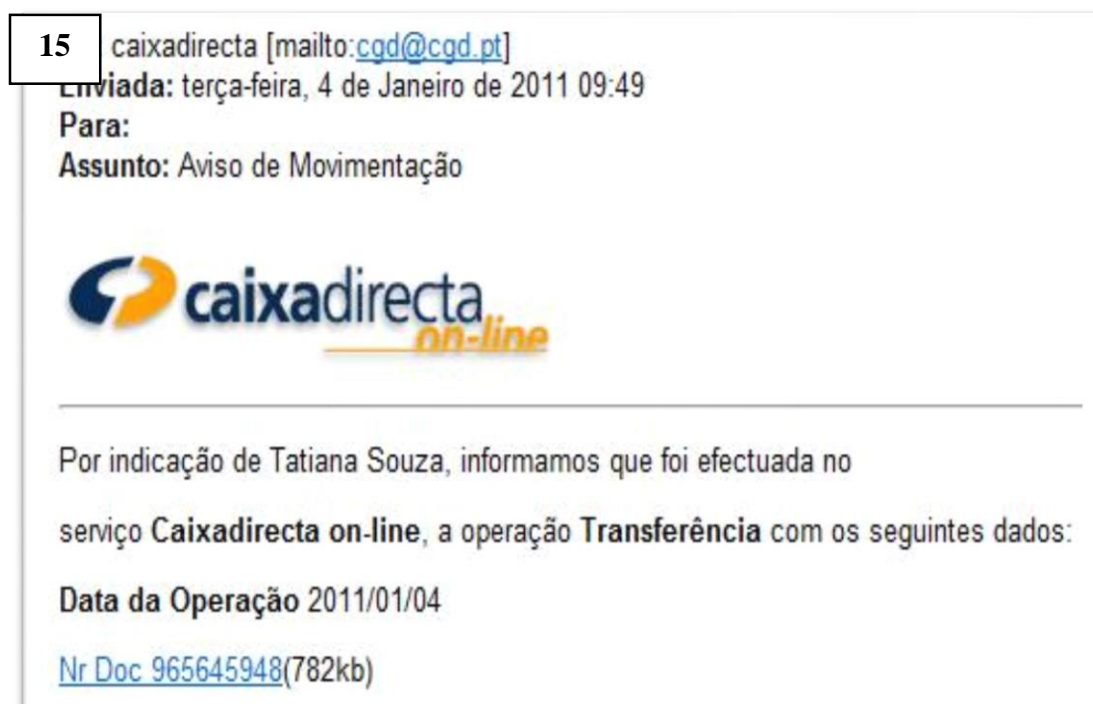 15
caixadirecta [mailto:cgd@cgd.pt]
Enviada: terça-feira, 4 de Janeiro de 2011 09:49
Para:
Assunto: Aviso de Movimentação
caixadirecta
on-line
Por indicação de Tatiana Souza, informamos que foi efectuada no
serviço Caixadirecta on-line, a operação Transferência com os seguintes dados:
Data da Operação 2011/01/04
Nr Doc 965645948(782kb)